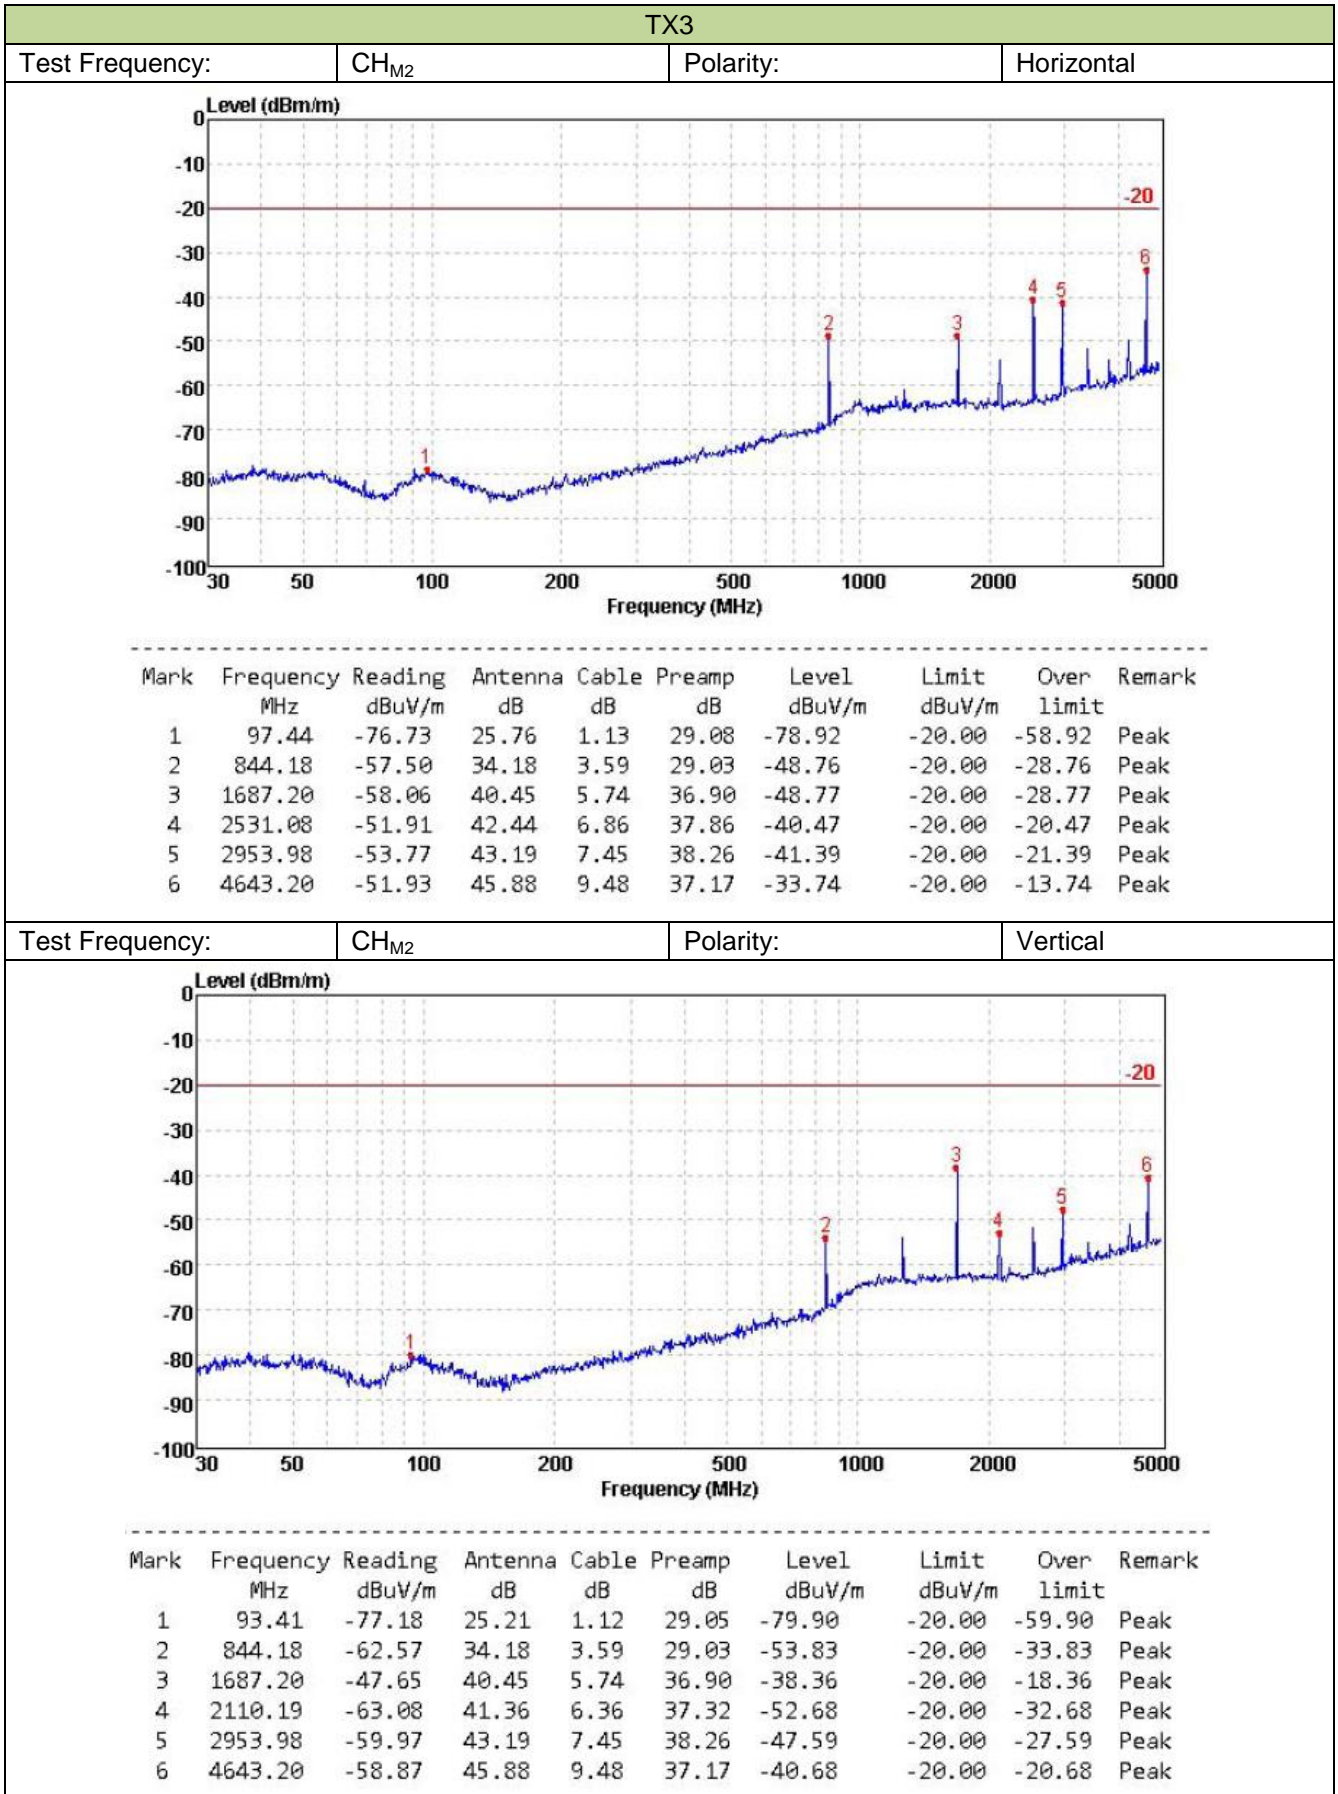 TX3
Test Frequency: CHM2 Polarity: Horizontal
Level (dBm/m)
0
-10
-20
-20
-30
6
-40
4 5
2 3
-50
-60
-70
1
-80
-90
-100
30 50 100 200 500 1000 2000 5000
Frequency (MHz)
Mark Frequency Reading Antenna Cable Preamp Level Limit Over Remark
MHz dBuV/m dB dB dB dBuV/m dBuV/m limit
1 97.44 -76.73 25.76 1.13 29.08 -78.92 -20.00 -58.92 Peak
2 844.18 -57.50 34.18 3.59 29.03 -48.76 -20.00 -28.76 Peak
3 1687.20 -58.06 40.45 5.74 36.90 -48.77 -20.00 -28.77 Peak
4 2531.08 -51.91 42.44 6.86 37.86 -40.47 -20.00 -20.47 Peak
5 2953.98 -53.77 43.19 7.45 38.26 -41.39 -20.00 -21.39 Peak
6 4643.20 -51.93 45.88 9.48 37.17 -33.74 -20.00 -13.74 Peak
Test Frequency: CHM2 Polarity: Vertical
Level (dBm/m)
0
-10
-20
-20
-30
3
6
-40
5
2 4
-50
-60
-70
1
-80
-90
-100
30 50 100 200 500 1000 2000 5000
Frequency (MHz)
Mark Frequency Reading Antenna Cable Preamp Level Limit Over Remark
MHz dBuV/m dB dB dB dBuV/m dBuV/m limit
1 93.41 -77.18 25.21 1.12 29.05 -79.90 -20.00 -59.90 Peak
2 844.18 -62.57 34.18 3.59 29.03 -53.83 -20.00 -33.83 Peak
3 1687.20 -47.65 40.45 5.74 36.90 -38.36 -20.00 -18.36 Peak
4 2110.19 -63.08 41.36 6.36 37.32 -52.68 -20.00 -32.68 Peak
5 2953.98 -59.97 43.19 7.45 38.26 -47.59 -20.00 -27.59 Peak
6 4643.20 -58.87 45.88 9.48 37.17 -40.68 -20.00 -20.68 Peak